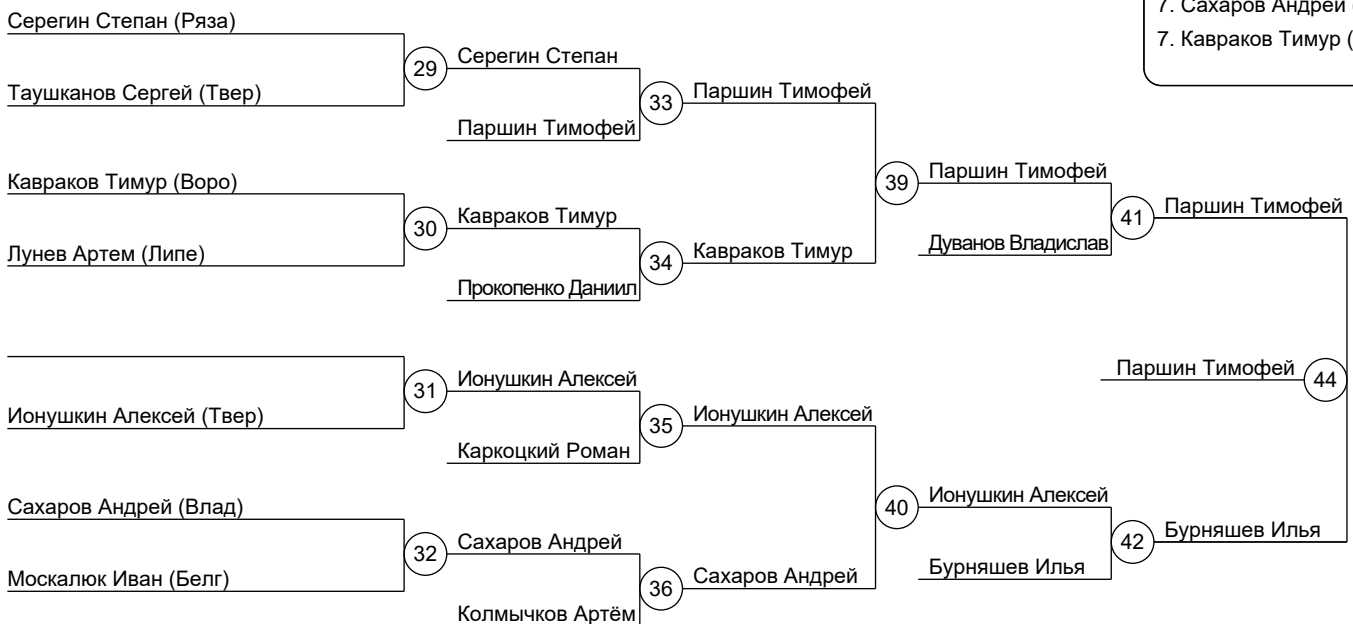 7. Сахаров Андрей
7. Кавраков Тимур (
Серегин Степан (Ряза)
29
Серегин Степан
Таушканов Сергей (Твер)
33
Паршин Тимофей
Паршин Тимофей
Кавраков Тимур (Воро)
39
Паршин Тимофей
30
Кавраков Тимур
41
Паршин Тимофей
Лунев Артем (Липе)
34
Кавраков Тимур
Дуванов Владислав
Прокопенко Даниил
31
Ионушкин Алексей
Паршин Тимофей
44
Ионушкин Алексей (Твер)
35
Ионушкин Алексей
Каркоцкий Роман
Сахаров Андрей (Влад)
40
Ионушкин Алексей
32
Сахаров Андрей
42
Бурняшев Илья
Москалюк Иван (Белг)
36
Сахаров Андрей
Бурняшев Илья
Колмычков Артём